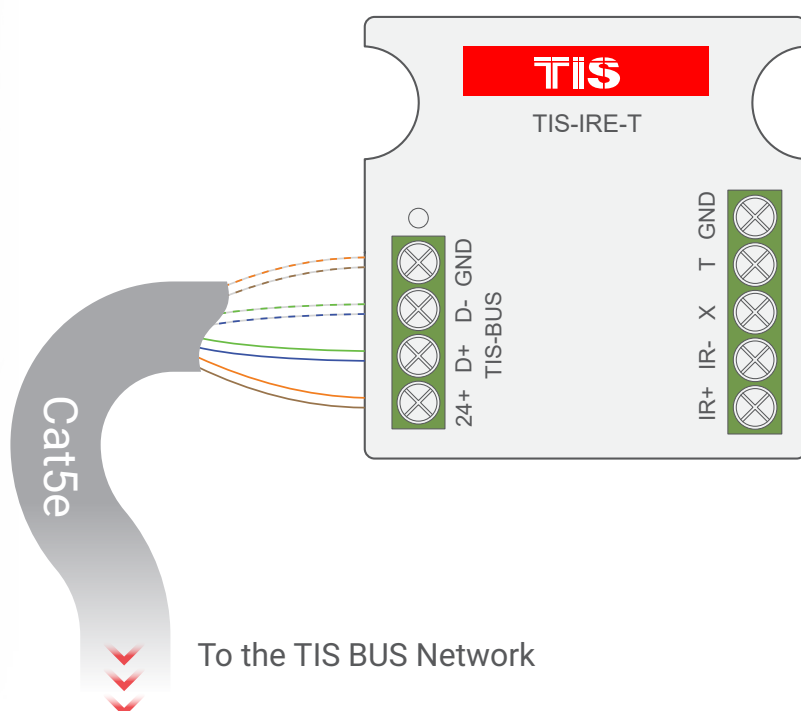 TIS
TIS-IRE-T
GND
D-
D+
24+
TIS-BUS
GND
T
X
IR-
IR+
Cat5e
To the TIS BUS Network